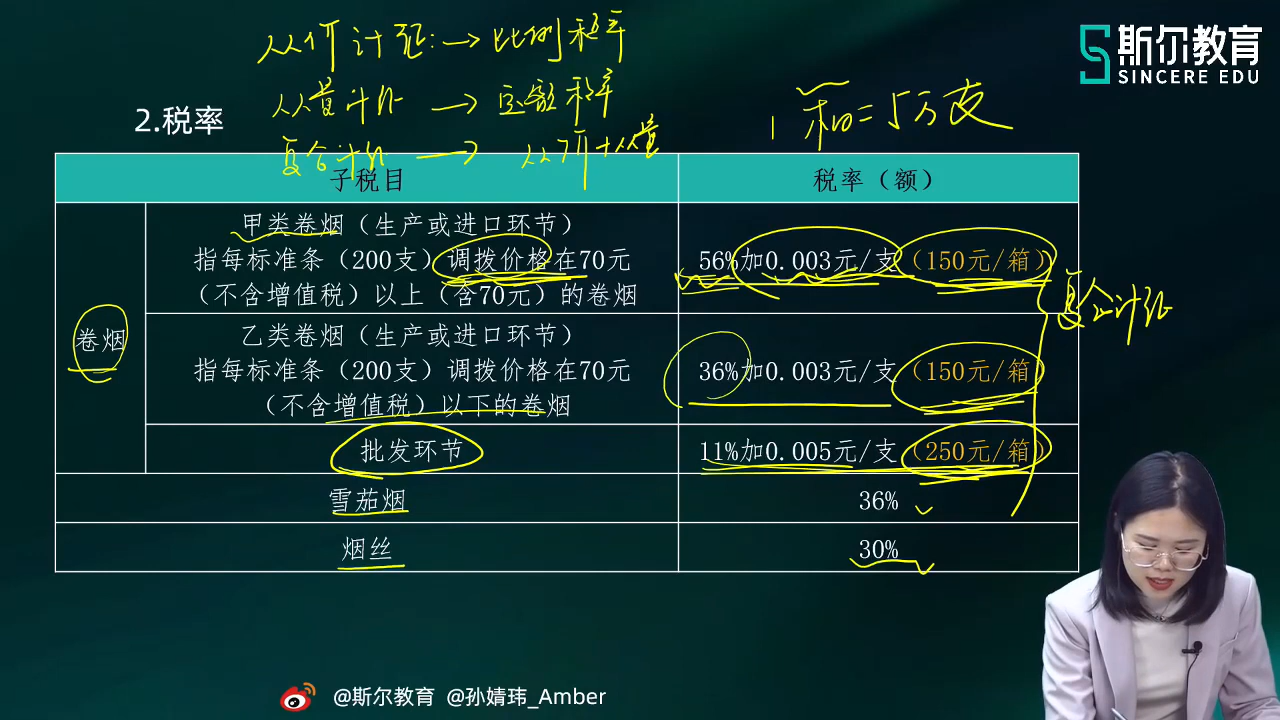 斯尔教育
SINCERE EDU
从价计征:→比例税率
从量计征→定额税率
复合计征→从价+从量
1箱=5万支
2.税率
子税目
税率（额）
卷烟
甲类卷烟（生产或进口环节）
指每标准条（200支）调拨价格在70元
（不含增值税）以上（含70元）的卷烟
56%加0.003元/支（150元/箱）
乙类卷烟（生产或进口环节）
指每标准条（200支）调拨价格在70元
（不含增值税）以下的卷烟
36%加0.003元/支（150元/箱）
批发环节
11%加0.005元/支（250元/箱）
复合计征
雪茄烟
36%
烟丝
30%
@斯尔教育 @孙婧玮_Amber